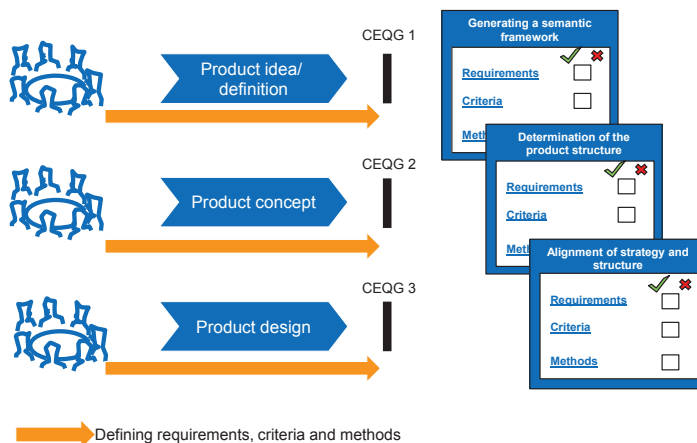 CEQG 1
Product idea/
definition
CEQG 2
Product concept
CEQG 3
Product design
Generating a semantic
framework
Requirements
Criteria
Determination of the
product structure
Requirements
Criteria
Alignment of strategy and
structure
Requirements
Criteria
Methods
Defining requirements, criteria and methods